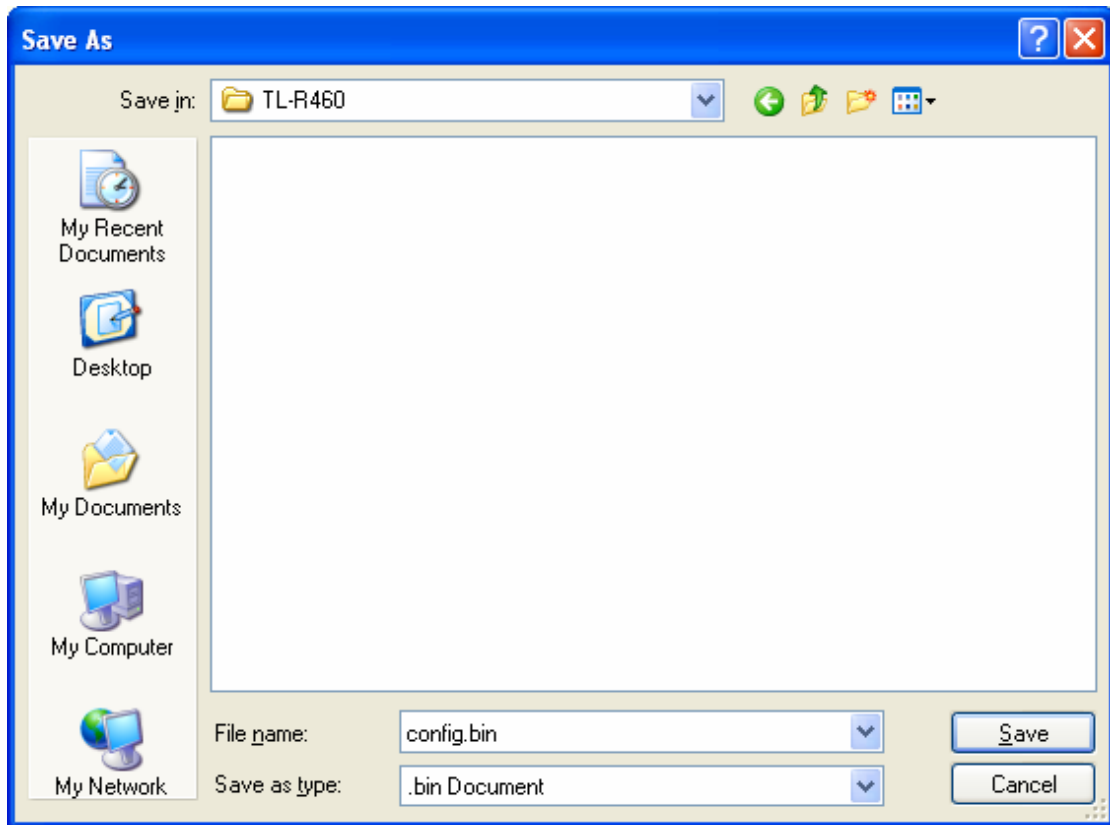 Save As
Save in: TL-R460
My Recent
Documents
Desktop
My Documents
My Computer
My Network
File name: config.bin Save
Save as type: .bin Document Cancel